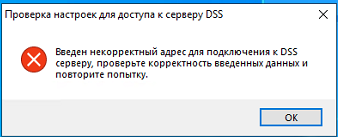 Проверка настроек для доступа к серверу DSS
Введен некорректный адрес для подключения к DSS
серверу, проверьте корректность введенных данных и
повторите попытку.
OK